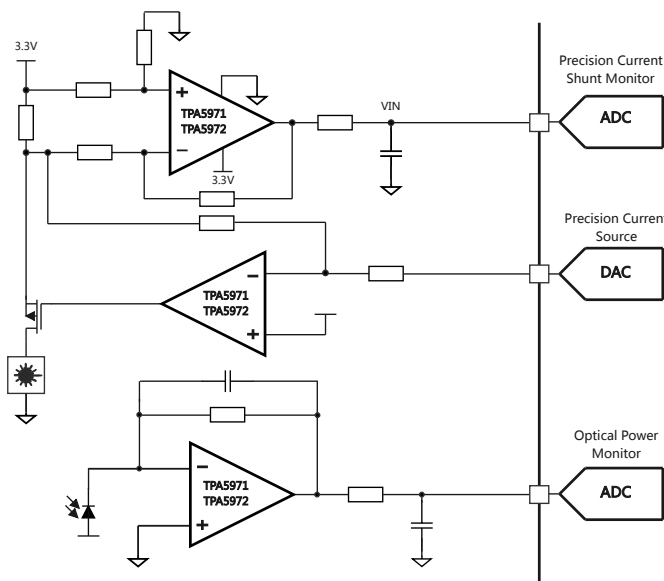 3.3V
+
TPA5971
TPA5972
−
3.3V
VIN
Precision Current
Shunt Monitor
ADC
Precision Current
Source
DAC
−
TPA5971
TPA5972
+
Optical Power
Monitor
ADC
−
TPA5971
TPA5972
+